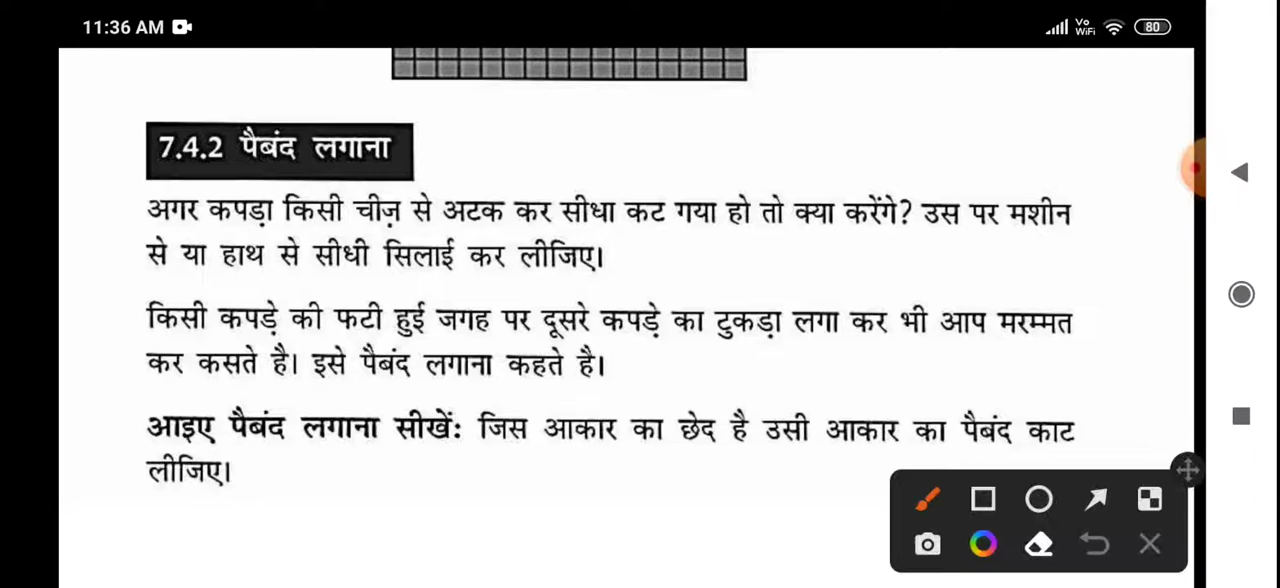 11:36 AM
Vo
WiFi
80
7.4.2 पैबंद लगाना
अगर कपड़ा किसी चीज़ से अटक कर सीधा कट गया हो तो क्या करेंगे? उस पर मशीन
से या हाथ से सीधी सिलाई कर लीजिए।
किसी कपड़े की फटी हुई जगह पर दूसरे कपड़े का टुकड़ा लगा कर भी आप मरम्मत
कर कसते है। इसे पैबंद लगाना कहते है।
आइए पैबंद लगाना सीखें: जिस आकार का छेद है उसी आकार का पैबंद काट
लीजिए।